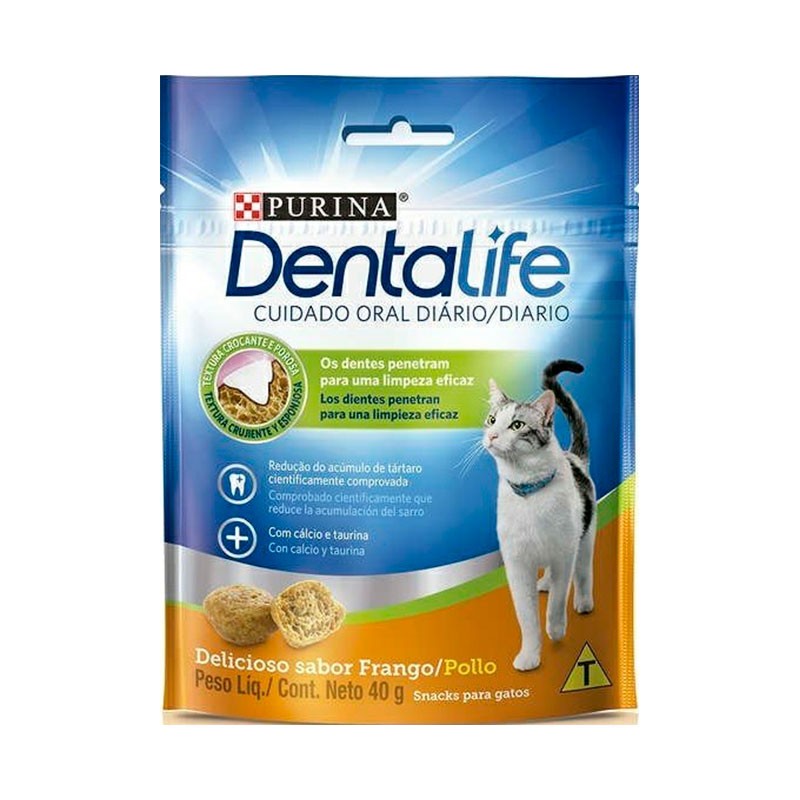 PURINA®
Dentalife
CUIDADO ORAL DIÁRIO/DIARIO
TEXTURA CROCANTE E POROSA
TEXTURA CRUJIENTE Y ESPONJOSA
Os dentes penetram
para uma limpeza eficaz
Los dientes penetran
para una limpieza eficaz
Redução do acúmulo de tártaro
cientificamente comprovada
Comprobado científicamente que
reduce la acumulación del sarro
Com cálcio e taurina
Con calcio y taurina
Delicioso sabor Frango/Pollo
Peso Líq./ Cont. Neto 40 g
Snacks para gatos
T